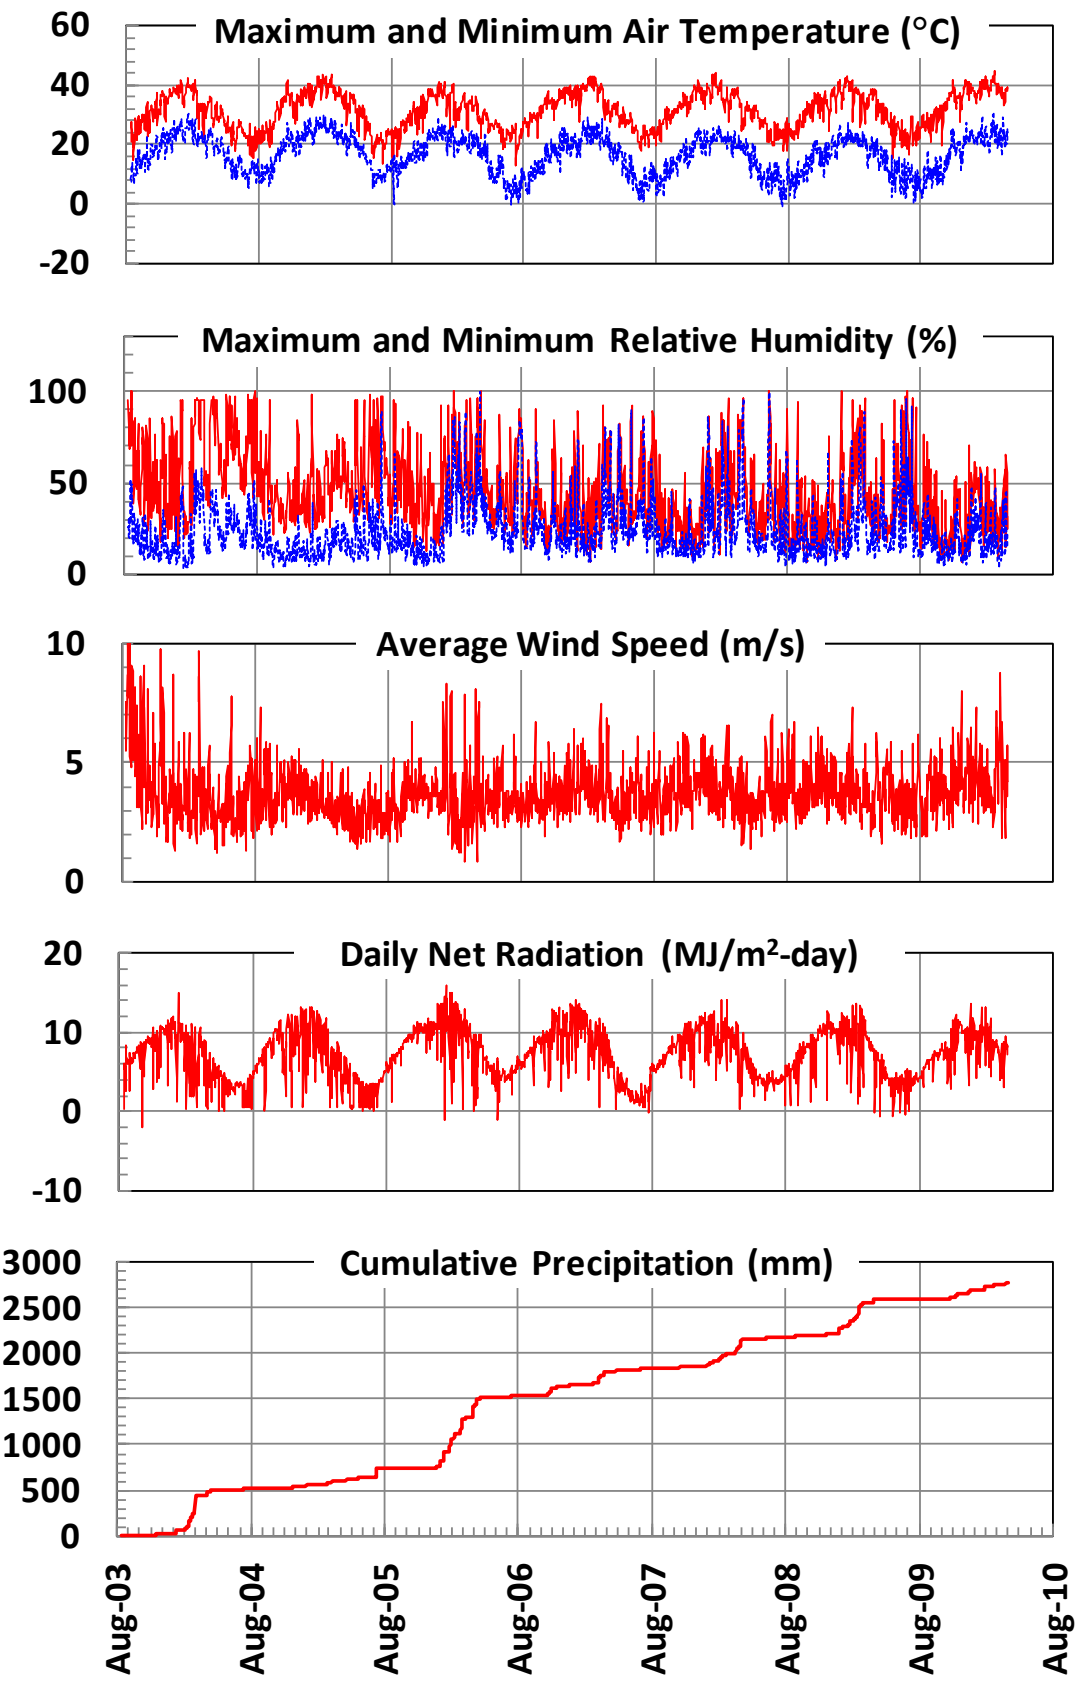 Maximum and Minimum Air Temperature (°C)
60
40
20
0
-20
Maximum and Minimum Relative Humidity (%)
100
50
0
Average Wind Speed (m/s)
10
5
0
Daily Net Radiation (MJ/m²-day)
20
10
0
-10
Cumulative Precipitation (mm)
3000
2500
2000
1500
1000
500
0
Aug-03
Aug-04
Aug-05
Aug-06
Aug-07
Aug-08
Aug-09
Aug-10